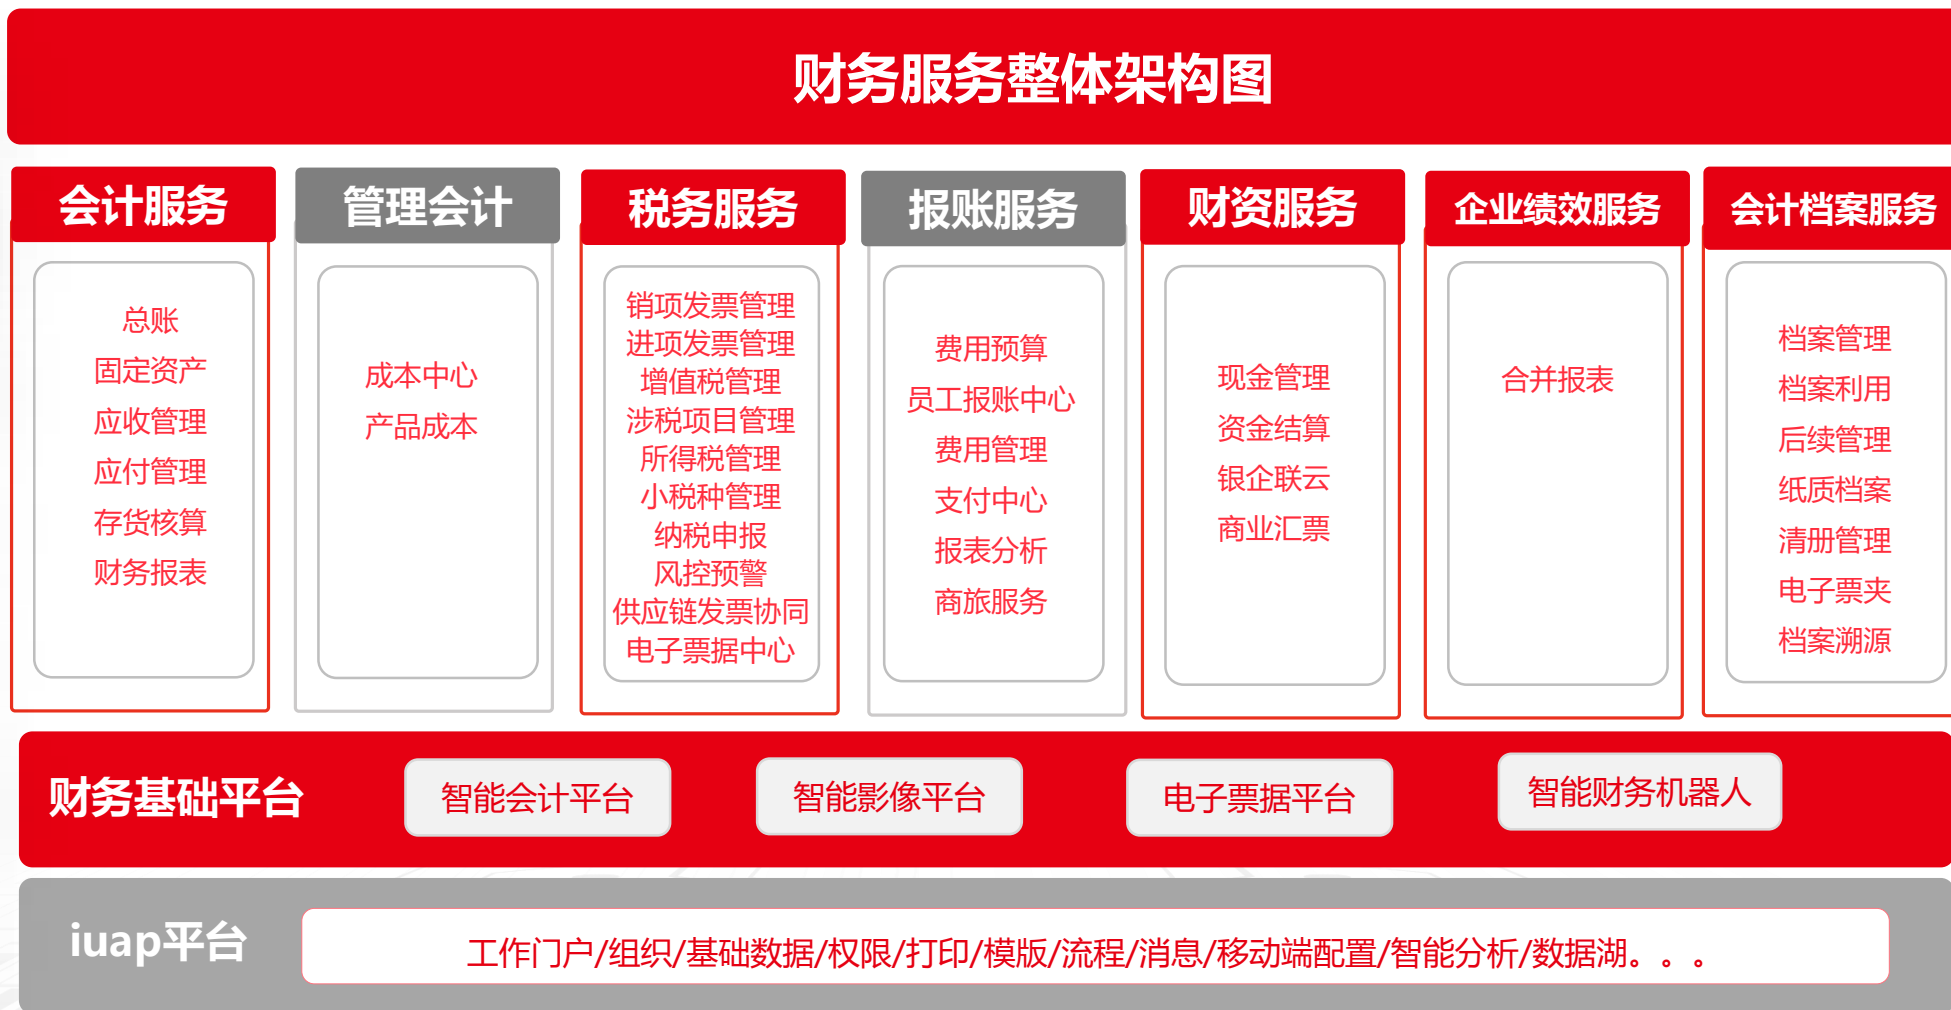 财务服务整体架构图
会计服务
总账
固定资产
应收管理
应付管理
存货核算
财务报表
管理会计
成本中心
产品成本
税务服务
销项发票管理
进项发票管理
增值税管理
涉税项目管理
所得税管理
小税种管理
纳税申报
风控预警
供应链发票协同
电子票据中心
报账服务
费用预算
员工报账中心
费用管理
支付中心
报表分析
商旅服务
财资服务
现金管理
资金结算
银企联云
商业汇票
企业绩效服务
合并报表
会计档案服务
档案管理
档案利用
后续管理
纸质档案
清册管理
电子票夹
档案溯源
财务基础平台
智能会计平台
智能影像平台
电子票据平台
智能财务机器人
iuap平台
工作门户/组织/基础数据/权限/打印/模版/流程/消息/移动端配置/智能分析/数据湖。。。